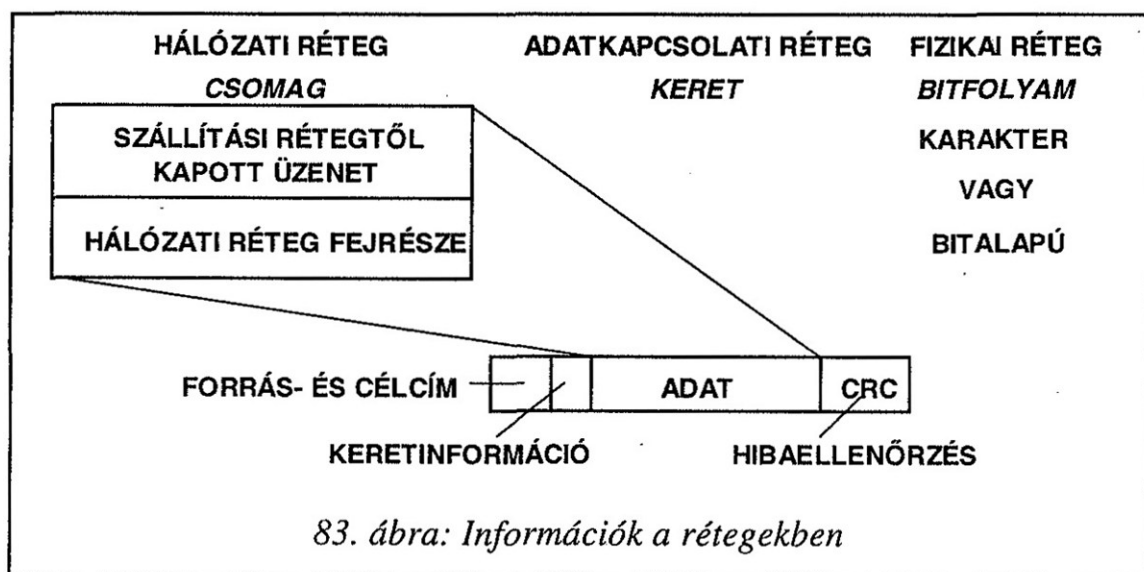 HÁLÓZATI RÉTEG
ADATKAPCSOLATI RÉTEG
FIZIKAI RÉTEG
CSOMAG
KERET
BITFOLYAM
SZÁLLÍTÁSI RÉTEGTŐL
KAPOTT ÜZENET
KARAKTER
VAGY
HÁLÓZATI RÉTEG FEJRÉSZE
BITALAPÚ
FORRÁS- ÉS CÉLCÍM
ADAT
CRC
KERETINFORMÁCIÓ
HIBAELLENŐRZÉS
83. ábra: Információk a rétegekben